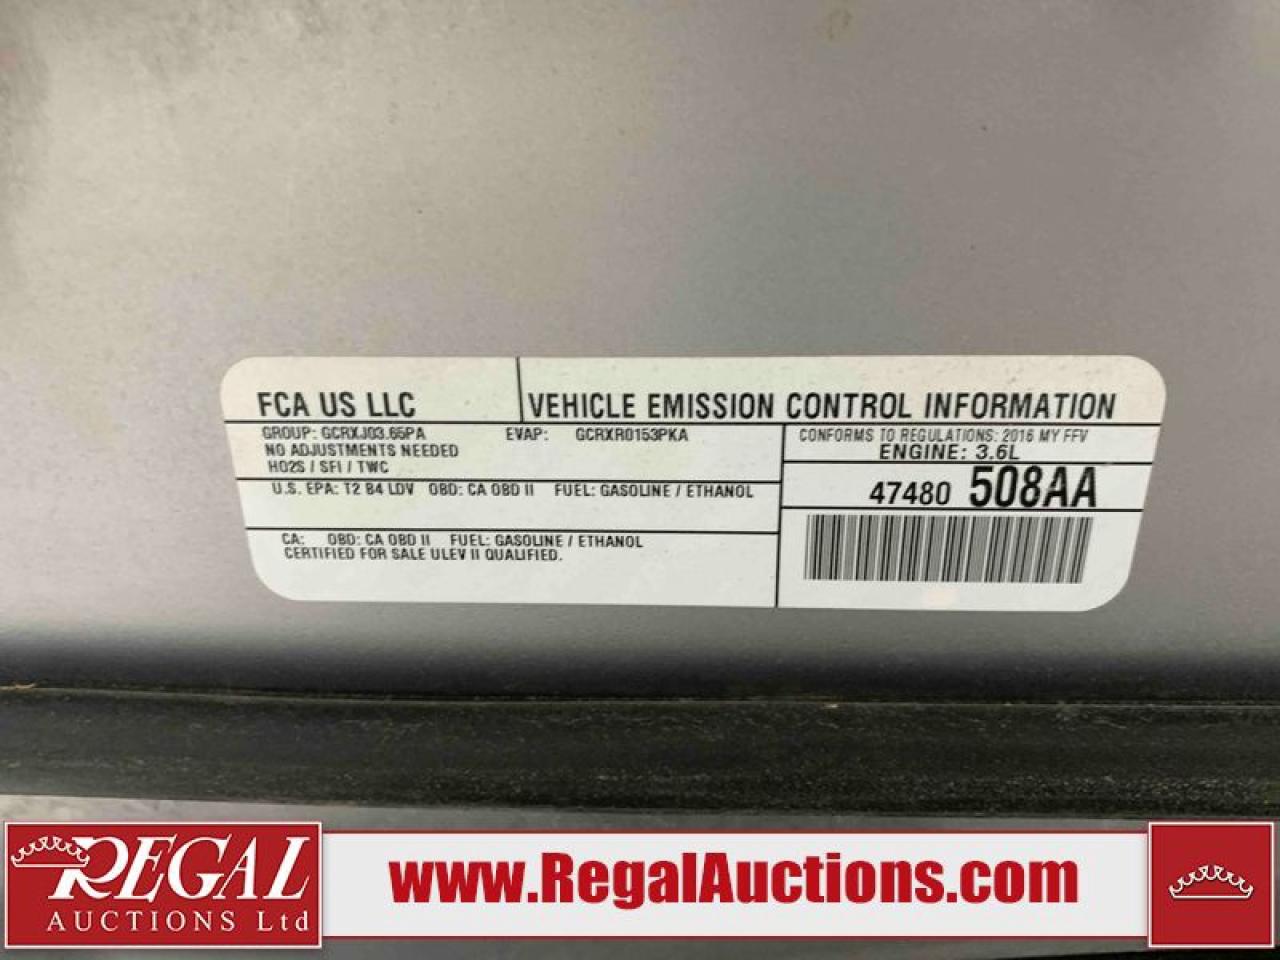 FCA US LLC
VEHICLE EMISSION CONTROL INFORMATION
GROUP: GCRXJ03.65PA EVAP: GCRXR0153PKA
NO ADJUSTMENTS NEEDED
HO2S / SFI / TWC
CONFORMS TO REGULATIONS: 2016 MY FFV
ENGINE: 3.6L
U.S. EPA: T2 B4 LDV OBD: CA OBD II FUEL: GASOLINE / ETHANOL
47480 508AA
CA: OBD: CA OBD II FUEL: GASOLINE / ETHANOL
CERTIFIED FOR SALE ULEV II QUALIFIED.
REGAL
AUCTIONS Ltd
www.RegalAuctions.com